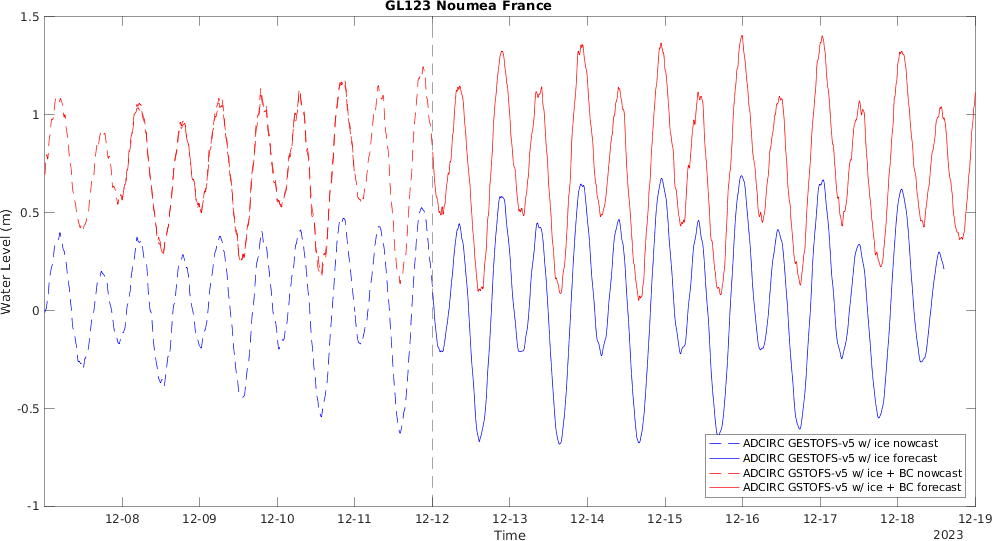 GL123 Noumea France
1.5
1
0.5
0
-0.5
-1
Water Level (m)
12-08 12-09 12-10 12-11 12-12 12-13 12-14 12-15 12-16 12-17 12-18 12-19
Time
2023
ADCIRC GESTOFS-v5 w/ ice nowcast
ADCIRC GESTOFS-v5 w/ ice forecast
ADCIRC GSTOFS-v5 w/ ice + BC nowcast
ADCIRC GSTOFS-v5 w/ ice + BC forecast